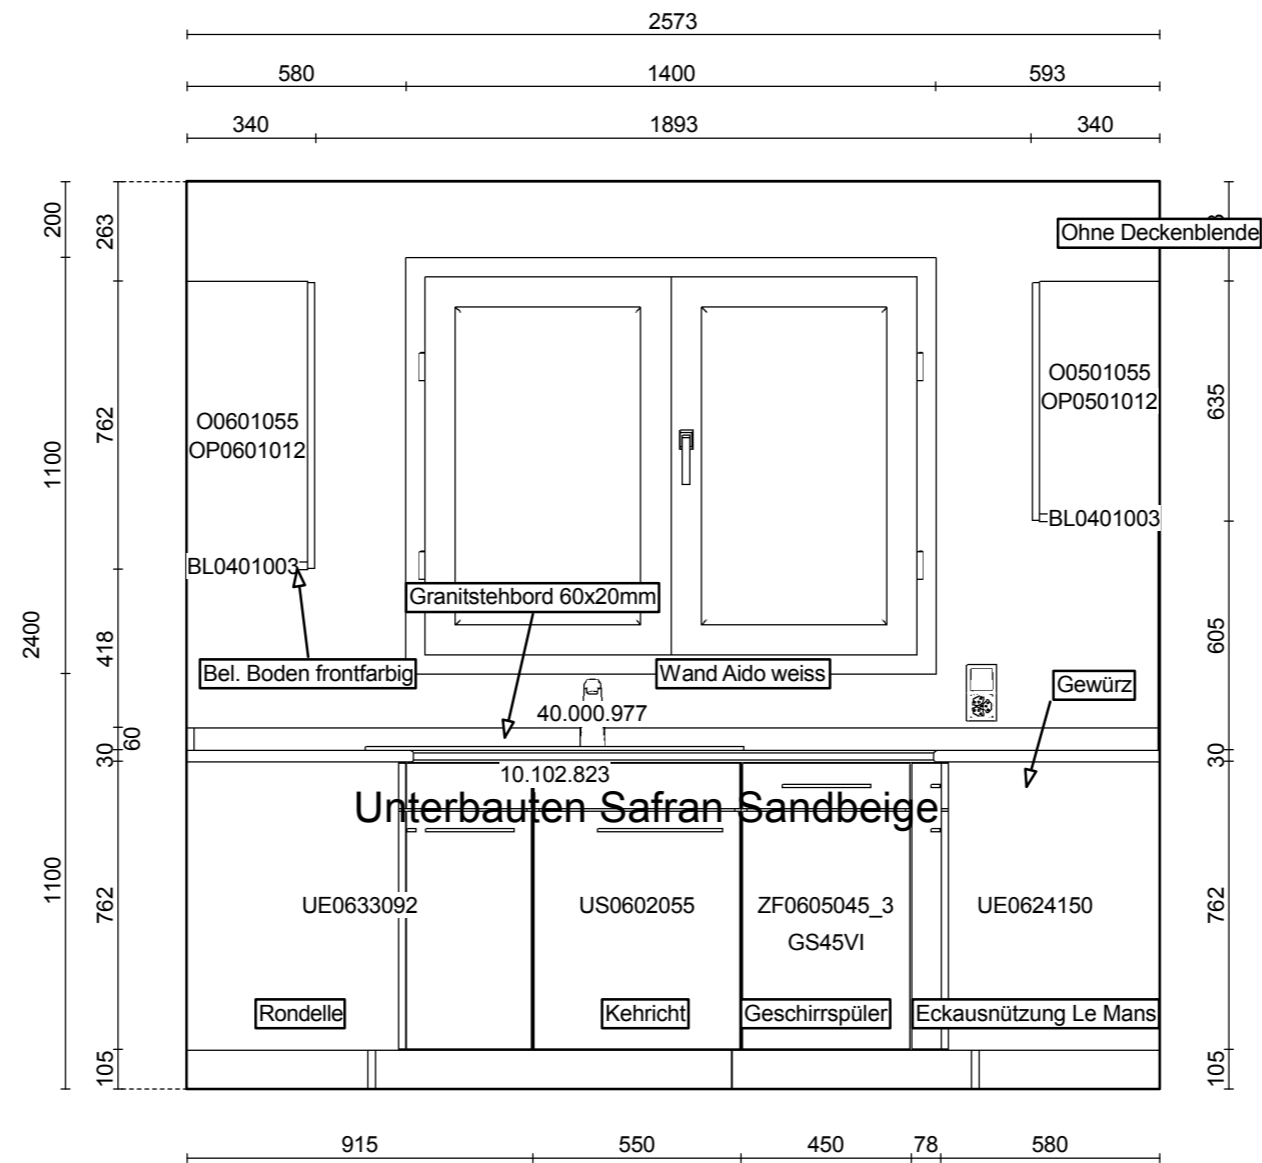 2573
580 1400 593
340 1893 340
200
263
Ohne Deckenblende
O0501055
OP0501012
635
O0601055
OP0601012
762
1100
BL0401003
BL0401003
Granitstehbord 60x20mm
2400
418
605
Bel. Boden frontfarbig
Wand Aido weiss
Gewürz
40.000.977
60
30
30
10.102.823
Unterbauten Safran Sandbeige
1100
762
UE0633092
US0602055
ZF0605045_3
GS45VI
UE0624150
762
Rondelle
Kehricht
Geschirrspüler
Eckausnützung Le Mans
105
105
915 550 450 78 580